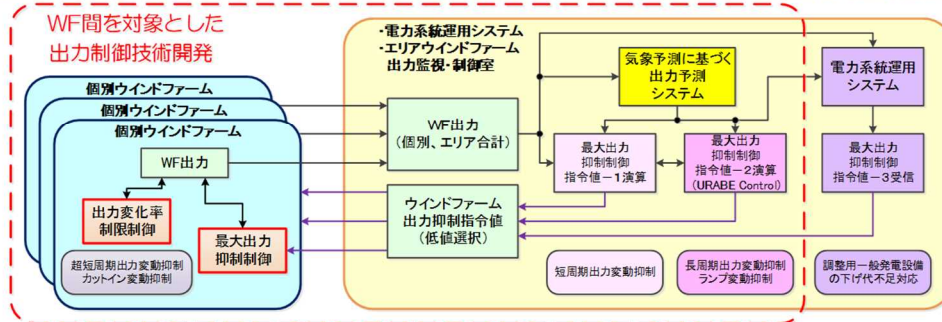 WF間を対象とした
出力制御技術開発
・電力系統運用システム
・エリアウインドファーム
出力監視・制御室
個別ウインドファーム
個別ウインドファーム
個別ウインドファーム
WF出力
出力変化率
制限制御
最大出力
抑制制御
超短周期出力変動抑制
カットイン変動抑制
WF出力
(個別、エリア合計)
ウインドファーム
出力抑制指令値
(低値選択)
気象予測に基づく
出力予測
システム
最大出力
抑制制御
指令値-1演算
最大出力
抑制制御
指令値-2演算
(URABE Control)
短周期出力変動抑制
長周期出力変動抑制
ランプ変動抑制
電力系統運用
システム
最大出力
抑制制御
指令値-3受信
調整用一般発電設備
の下げ代不足対応